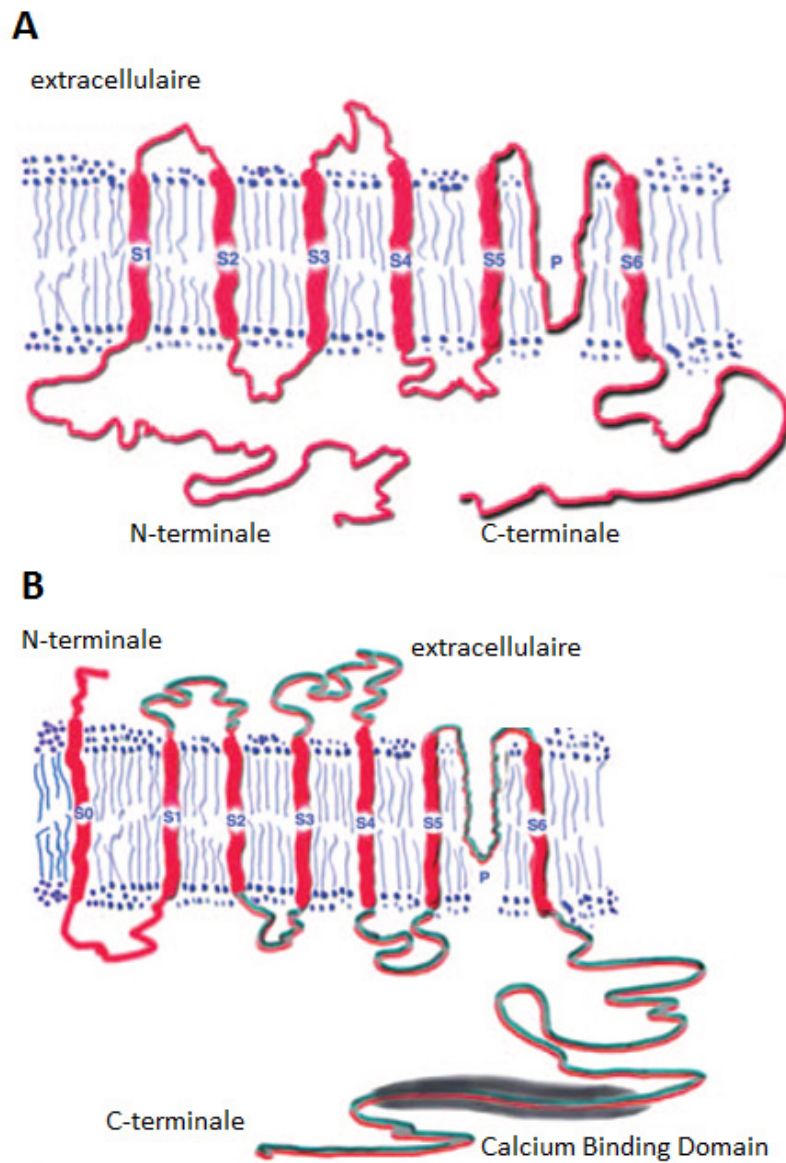 A
extracellulaire
S1 S2 S3 S4 S5 P S6
N-terminale C-terminale
B
N-terminale extracellulaire
S0 S1 S2 S3 S4 S5 S6
P
C-terminale Calcium Binding Domain